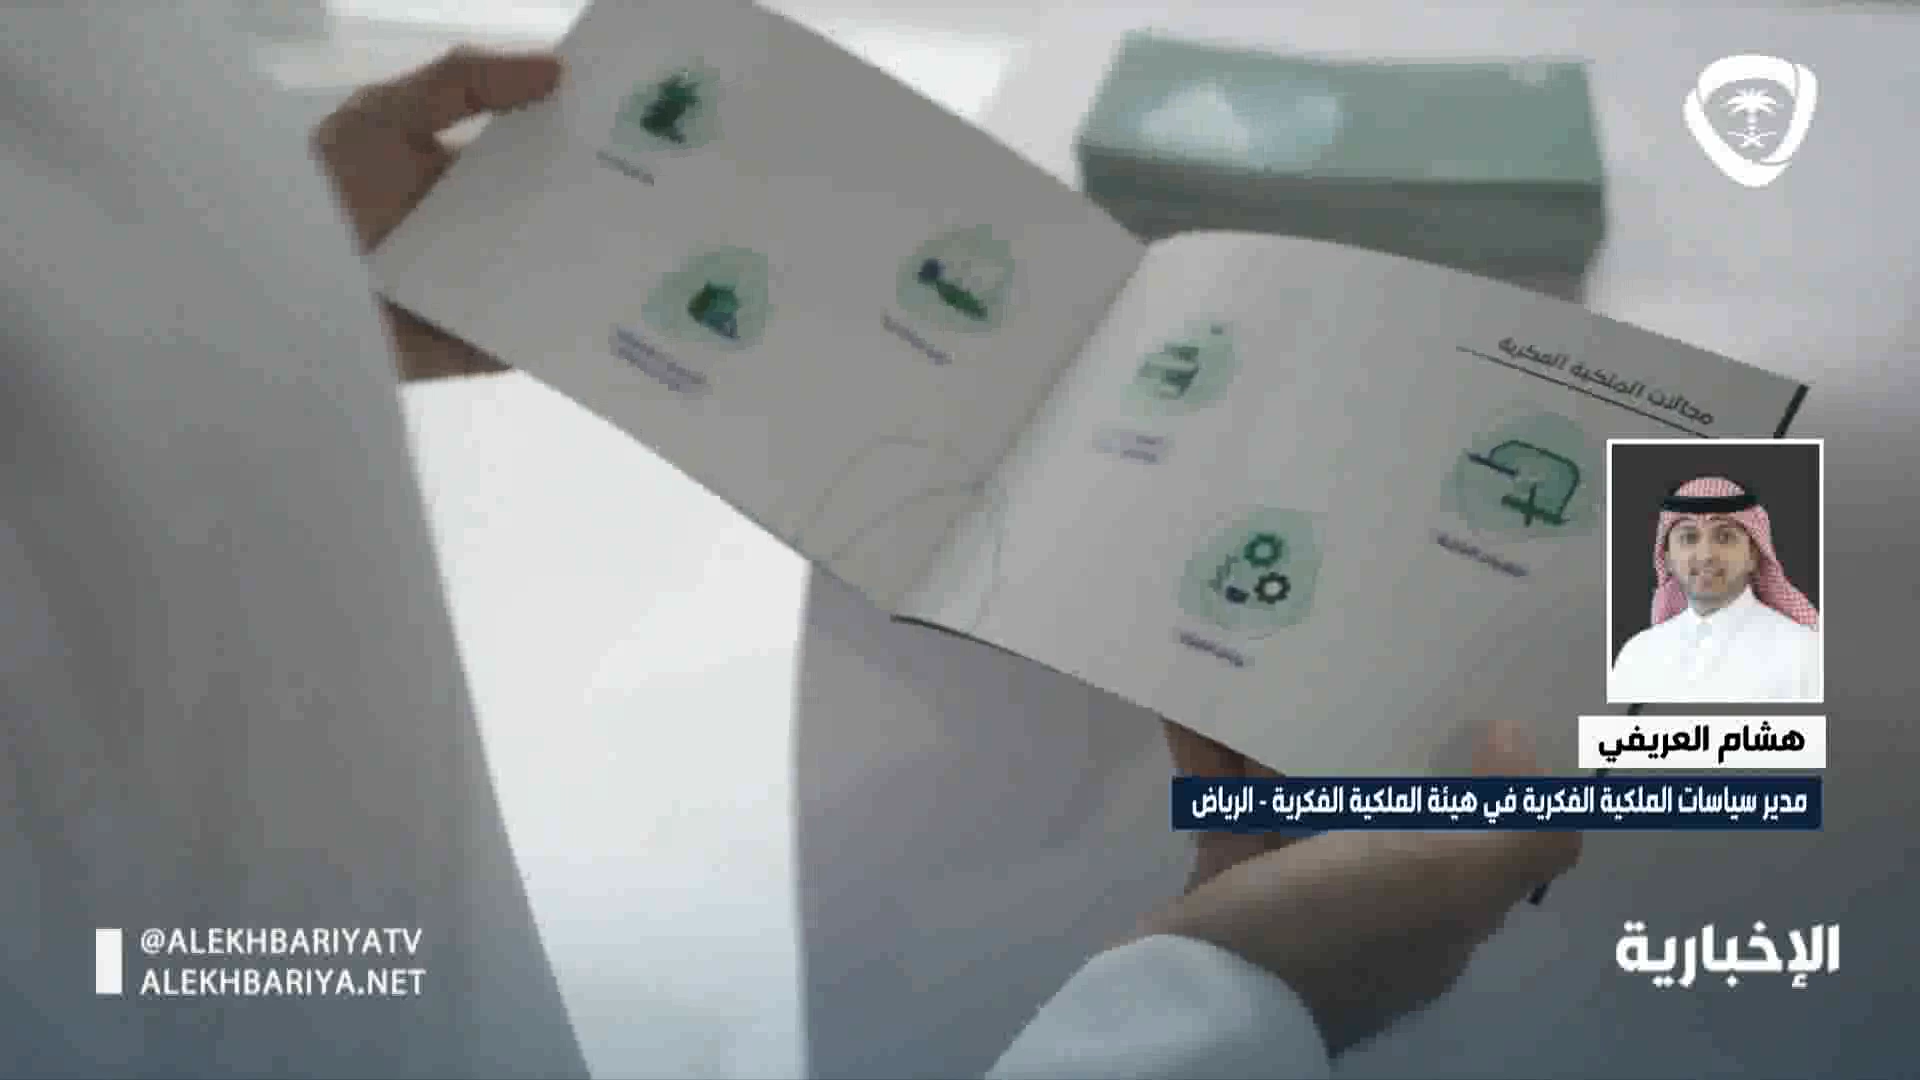 مجالات الملكية الفكرية
هشام العريفي
مدير سياسات الملكية الفكرية في هيئة الملكية الفكرية - الرياض
@ALEKHBARIYATV
ALEKHBARIYA.NET
الإخبارية